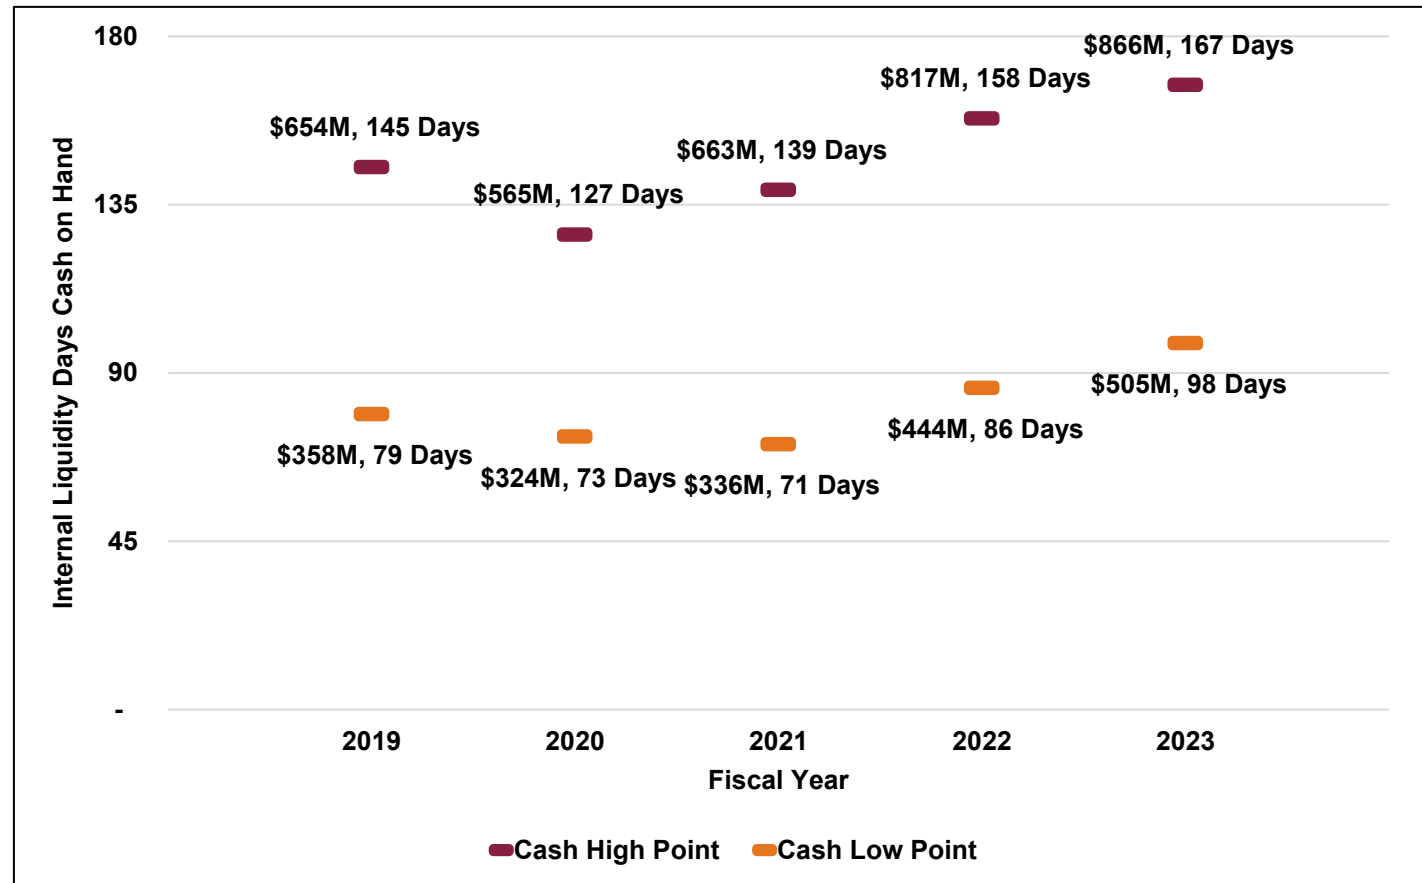 Internal Liquidity Days Cash on Hand
180
135
90
45
-
$654M, 145 Days
$565M, 127 Days
$663M, 139 Days
$817M, 158 Days
$866M, 167 Days
$358M, 79 Days
$324M, 73 Days
$336M, 71 Days
$444M, 86 Days
$505M, 98 Days
2019 2020 2021 2022 2023
Fiscal Year
Cash High Point Cash Low Point